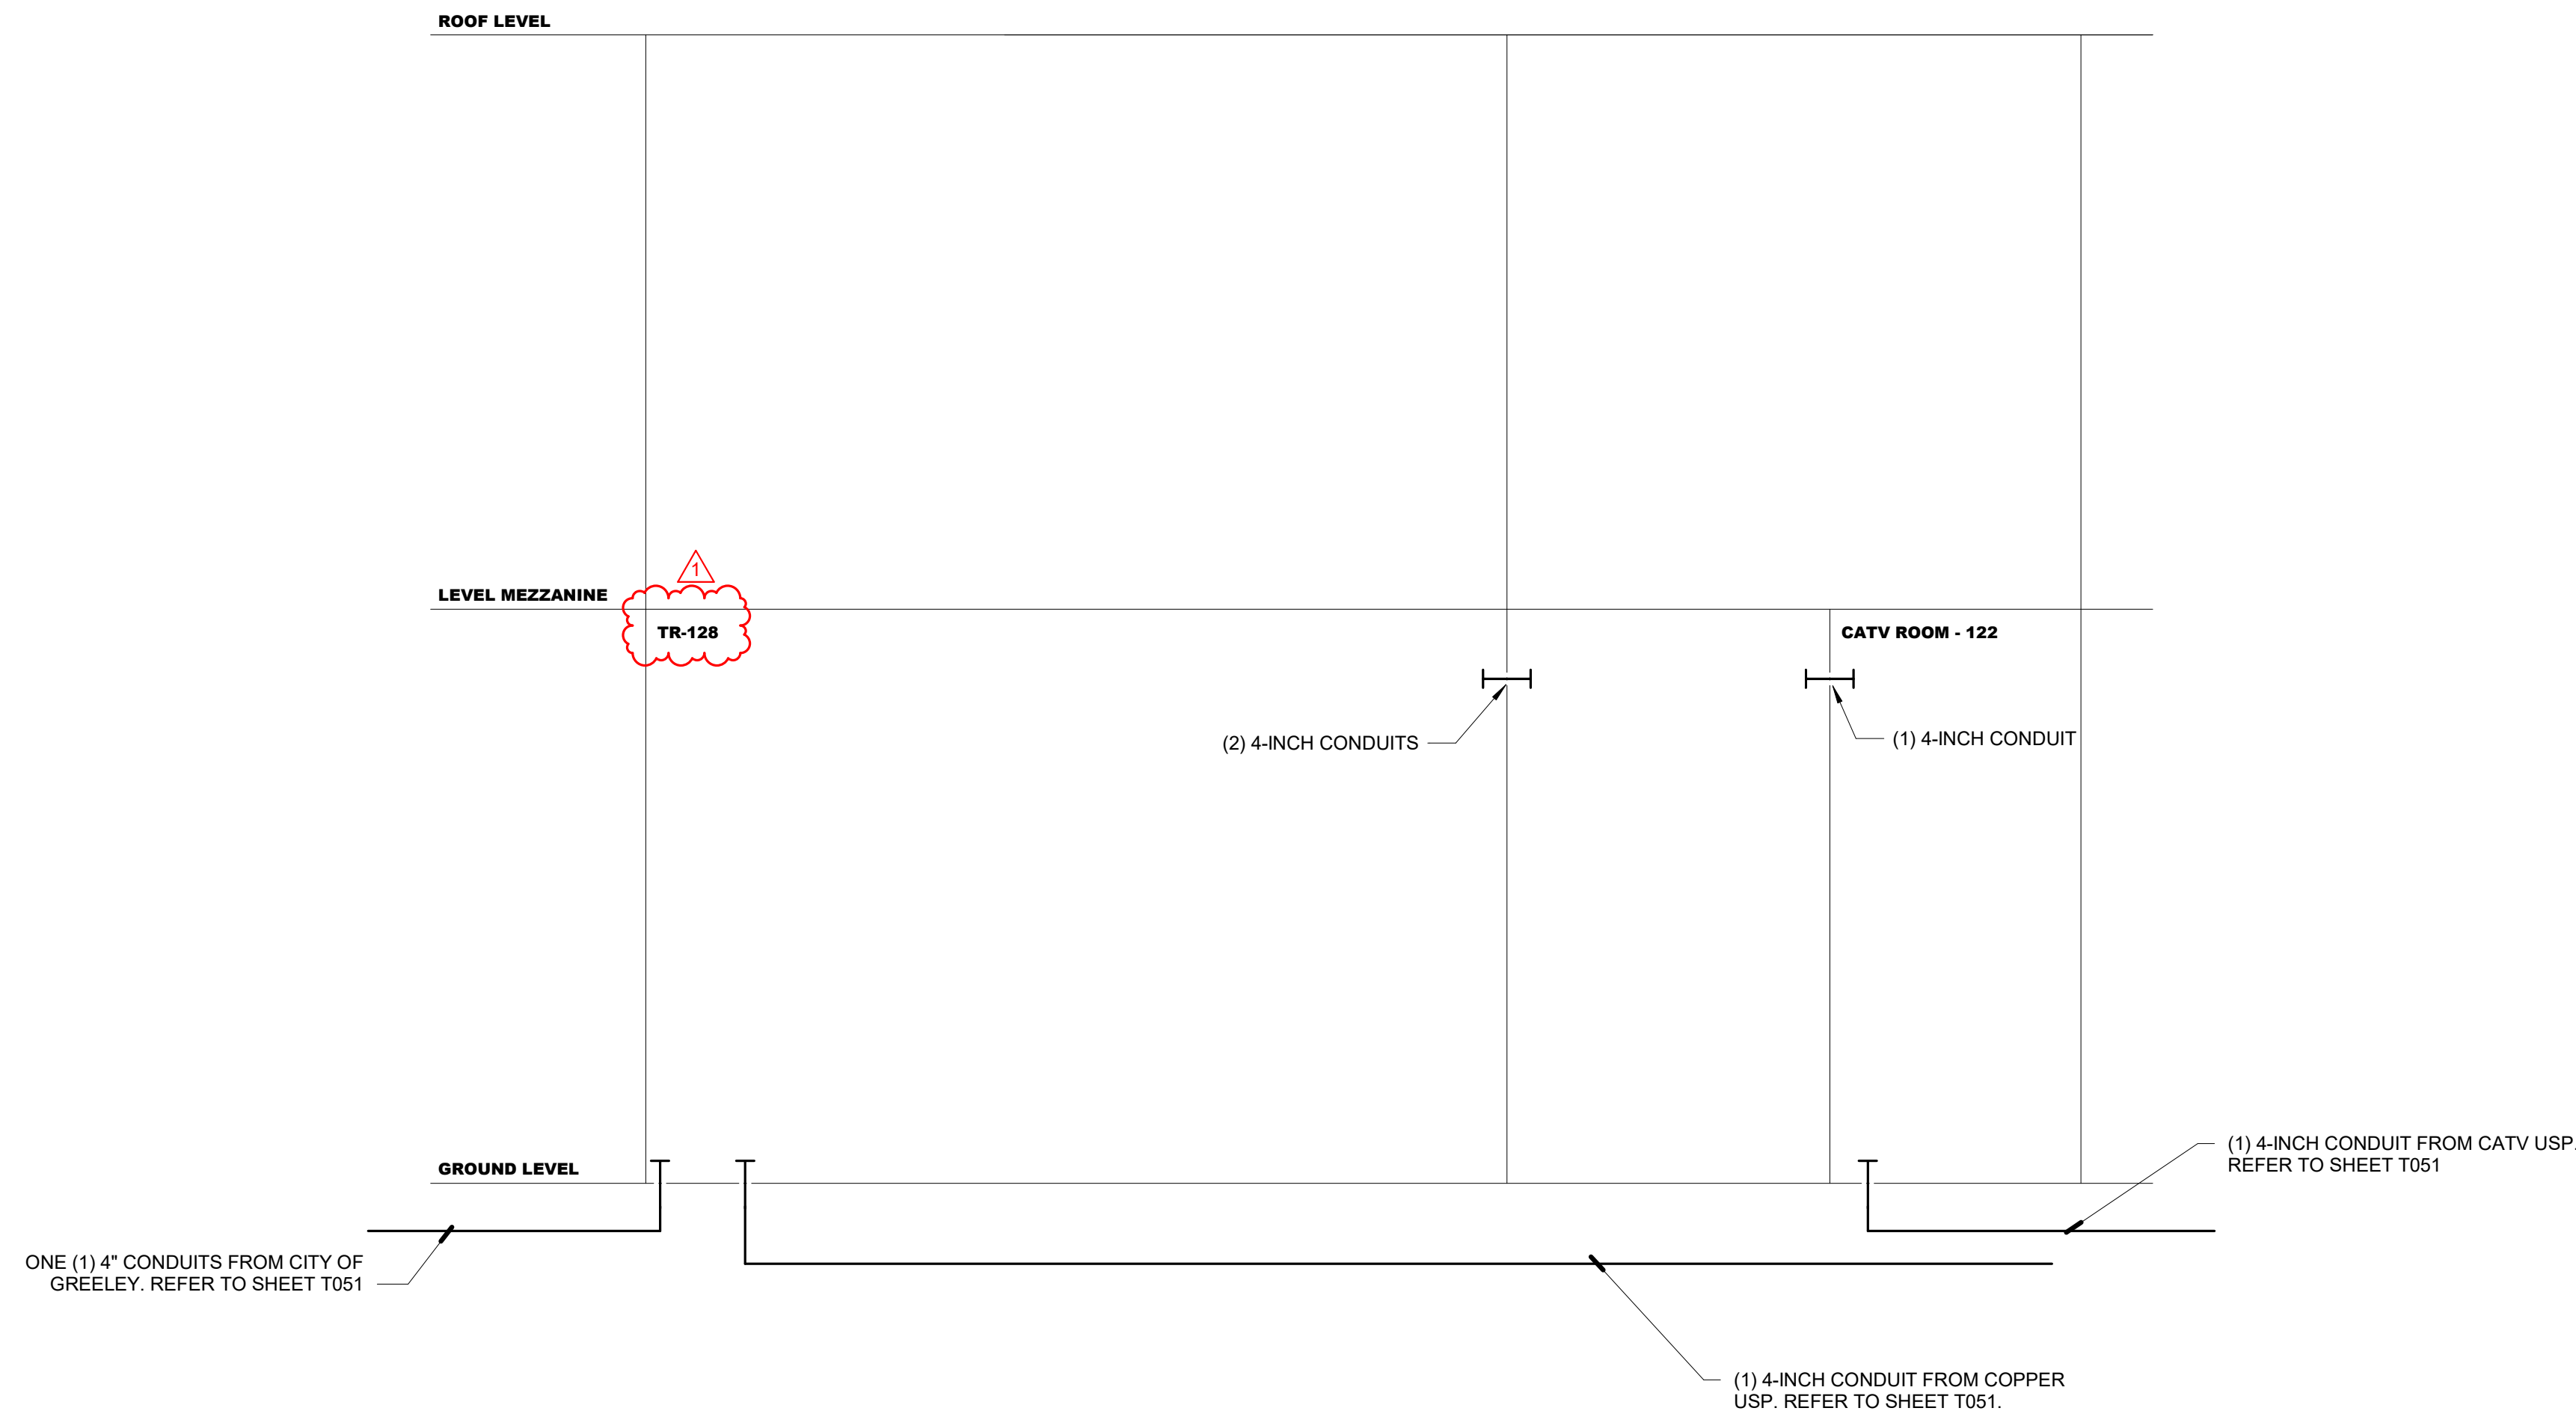 ROOF LEVEL
1
LEVEL MEZZANINE
TR-128
CATV ROOM - 122
(2) 4-INCH CONDUITS
(1) 4-INCH CONDUIT
(1) 4-INCH CONDUIT FROM CATV USP.
REFER TO SHEET T051
GROUND LEVEL
ONE (1) 4" CONDUITS FROM CITY OF
GREELEY. REFER TO SHEET T051
(1) 4-INCH CONDUIT FROM COPPER
USP. REFER TO SHEET T051.